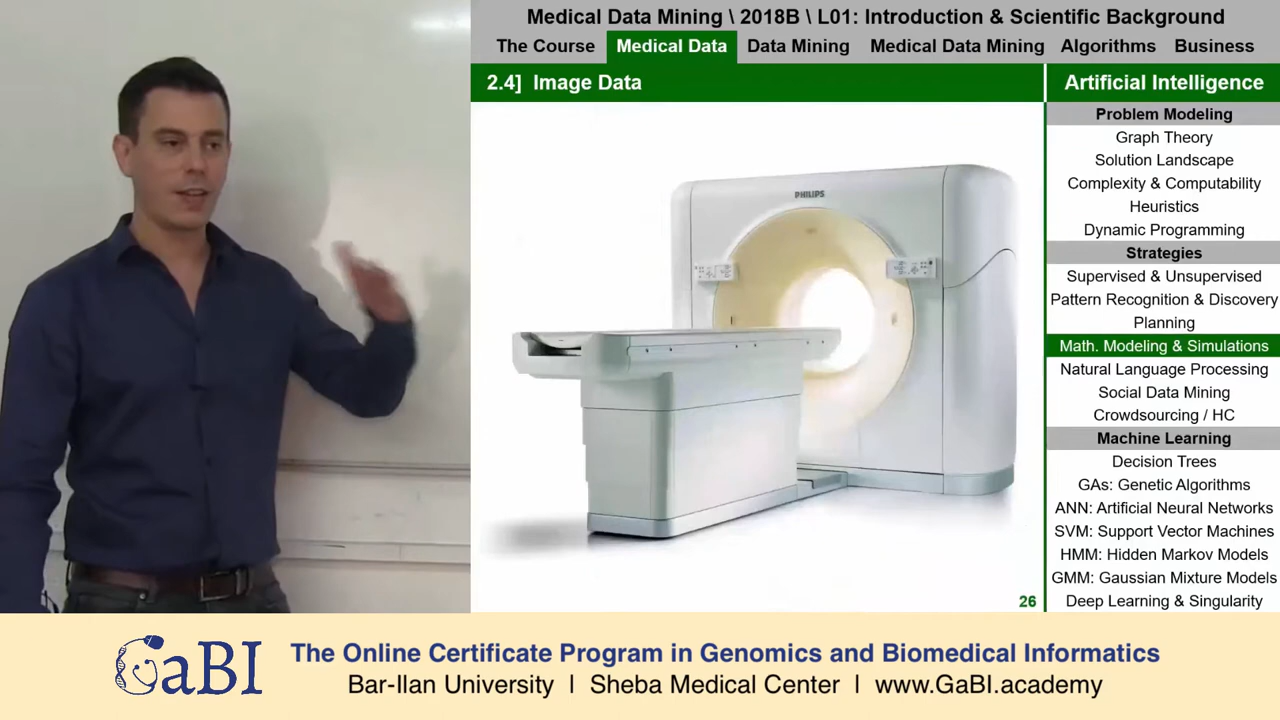 Medical Data Mining \ 2018B \ L01: Introduction & Scientific Background
The Course Medical Data Data Mining Medical Data Mining Algorithms Business
2.4] Image Data
PHILIPS
26
Artificial Intelligence
Problem Modeling
Graph Theory
Solution Landscape
Complexity & Computability
Heuristics
Dynamic Programming
Strategies
Supervised & Unsupervised
Pattern Recognition & Discovery
Planning
Math. Modeling & Simulations
Natural Language Processing
Social Data Mining
Crowdsourcing / HC
Machine Learning
Decision Trees
GAs: Genetic Algorithms
ANN: Artificial Neural Networks
SVM: Support Vector Machines
HMM: Hidden Markov Models
GMM: Gaussian Mixture Models
Deep Learning & Singularity
GaBI
The Online Certificate Program in Genomics and Biomedical Informatics
Bar-Ilan University | Sheba Medical Center | www.GaBI.academy